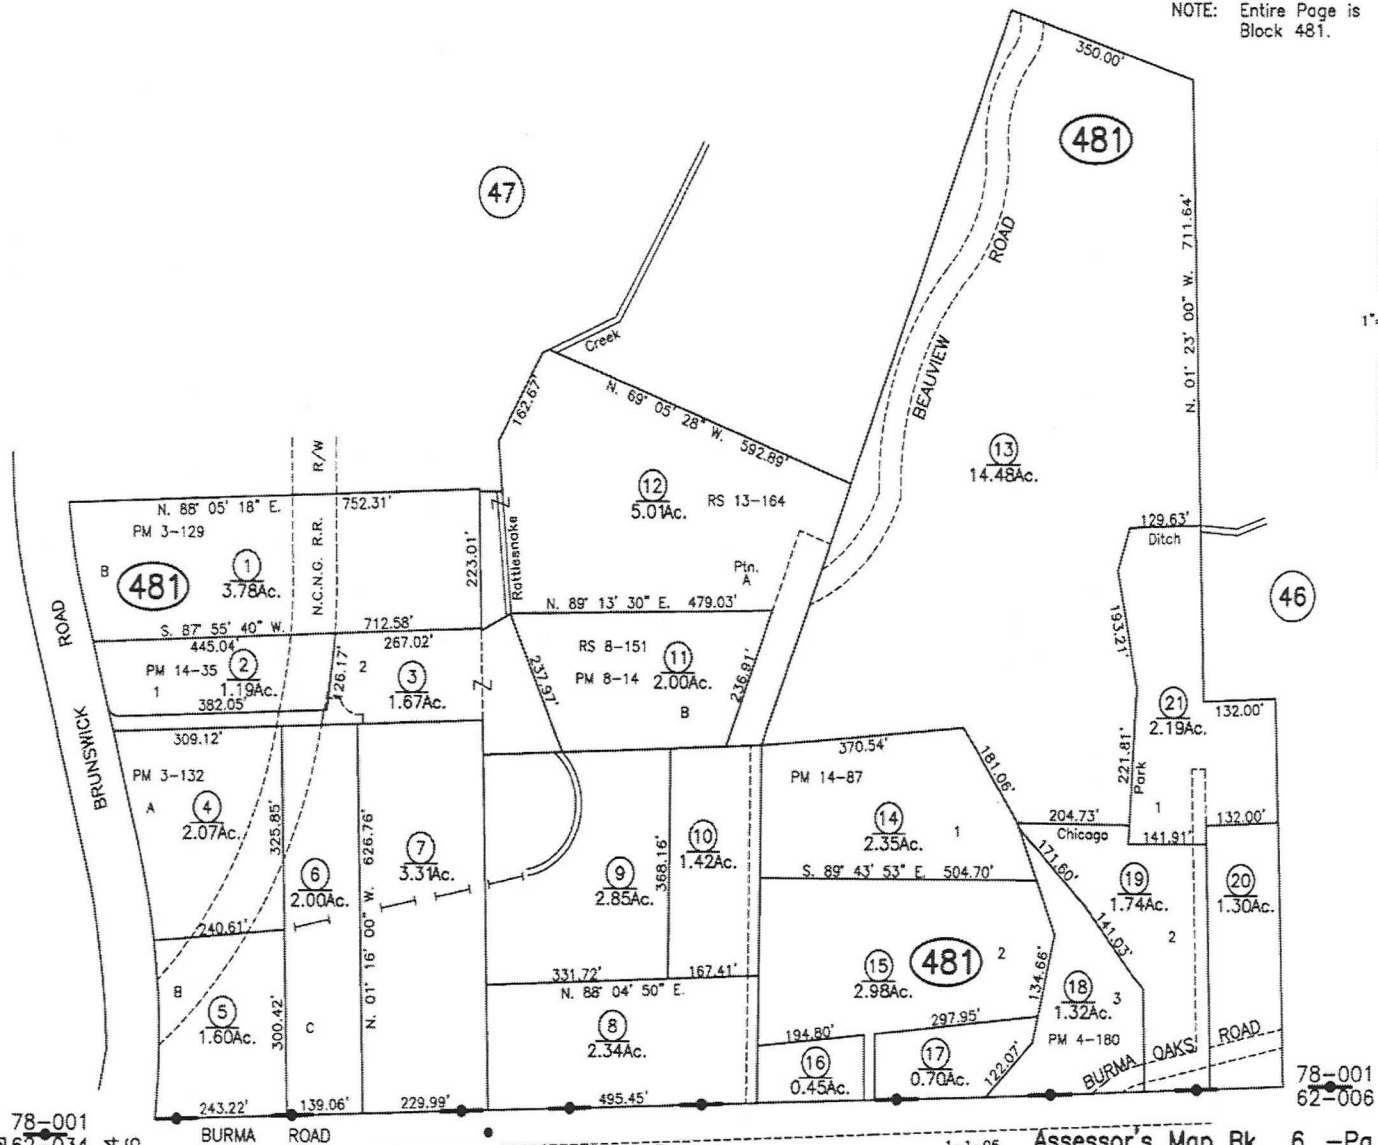 NOTE: Entire Page is
Block 481.
350.00'
481
47
N. 01° 23' 00" W. 711.64'
ROAD
BEAUVIEW
Creek
162.67'
N. 69° 05' 28" W. 592.89'
13
14.48Ac.
12
5.01Ac.
RS 13-164
Ptn.
A
N. 89° 13' 30" E. 479.03'
Rattlesnake
R/W
N.C.N.G. R.R.
N. 88° 05' 18" E. 752.31'
PM 3-129
B
481
1
3.78Ac.
223.01'
129.63'
Ditch
46
193.21'
ROAD
BRUNSWICK
S. 87° 55' 40" W. 712.58'
445.04'
267.02'
PM 14-35
1
2
1.19Ac.
382.05'
126.17'
2
3
1.67Ac.
237.97'
RS 8-151
PM 8-14
11
2.00Ac.
B
236.91'
21
2.19Ac.
132.00'
221.81'
Park
1
309.12'
PM 3-132
A
4
2.07Ac.
325.85'
6
2.00Ac.
626.76'
N. 01° 16' 00" W.
7
3.31Ac.
9
2.85Ac.
368.16'
10
1.42Ac.
370.54'
PM 14-87
14
2.35Ac.
1
181.06'
204.73'
Chicago
141.91'
132.00'
S. 89° 43' 53" E. 504.70'
171.60'
141.03'
19
1.74Ac.
2
20
1.30Ac.
240.61'
B
5
1.60Ac.
300.42'
C
331.72'
167.41'
N. 88° 04' 50" E.
8
2.34Ac.
15
2.98Ac.
481
2
134.66'
18
1.32Ac.
3
PM 4-180
194.80'
297.95'
16
0.45Ac.
17
0.70Ac.
122.07'
BURMA OAKS ROAD
78-001
62-006
78-001
62-034
243.22'
139.06'
229.99'
495.45'
BURMA ROAD
1-1-05
Assessor's Map Bk. 6 -Pg